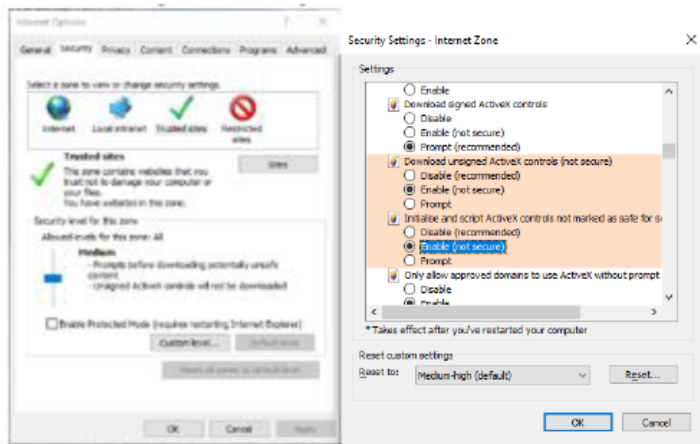 Internet Options
General Security Privacy Content Connections Programs Advanced
Select a zone to view or change security settings.
Internet
Local intranet
Trusted sites
Restricted
sites
Trusted sites
This zone contains websites that you
trust not to damage your computer or
your files.
You have websites in this zone.
Sites
Security level for this zone
Allowed levels for this zone: All
Medium
- Prompts before downloading potentially unsafe
content
- Unsigned ActiveX controls will not be downloaded
Enable Protected Mode (requires restarting Internet Explorer)
Custom level...
Default level
Reset all zones to default level
OK
Cancel
Apply
Security Settings - Internet Zone
Settings
Enable
Download signed ActiveX controls
Disable
Enable (not secure)
Prompt (recommended)
Download unsigned ActiveX controls (not secure)
Disable (recommended)
Enable (not secure)
Prompt
Initialise and script ActiveX controls not marked as safe for s
Disable (recommended)
Enable (not secure)
Prompt
Only allow approved domains to use ActiveX without prompt
Disable
Enable
*Takes effect after you've restarted your computer
Reset custom settings
Reset to:
Medium-high (default)
Reset...
OK
Cancel